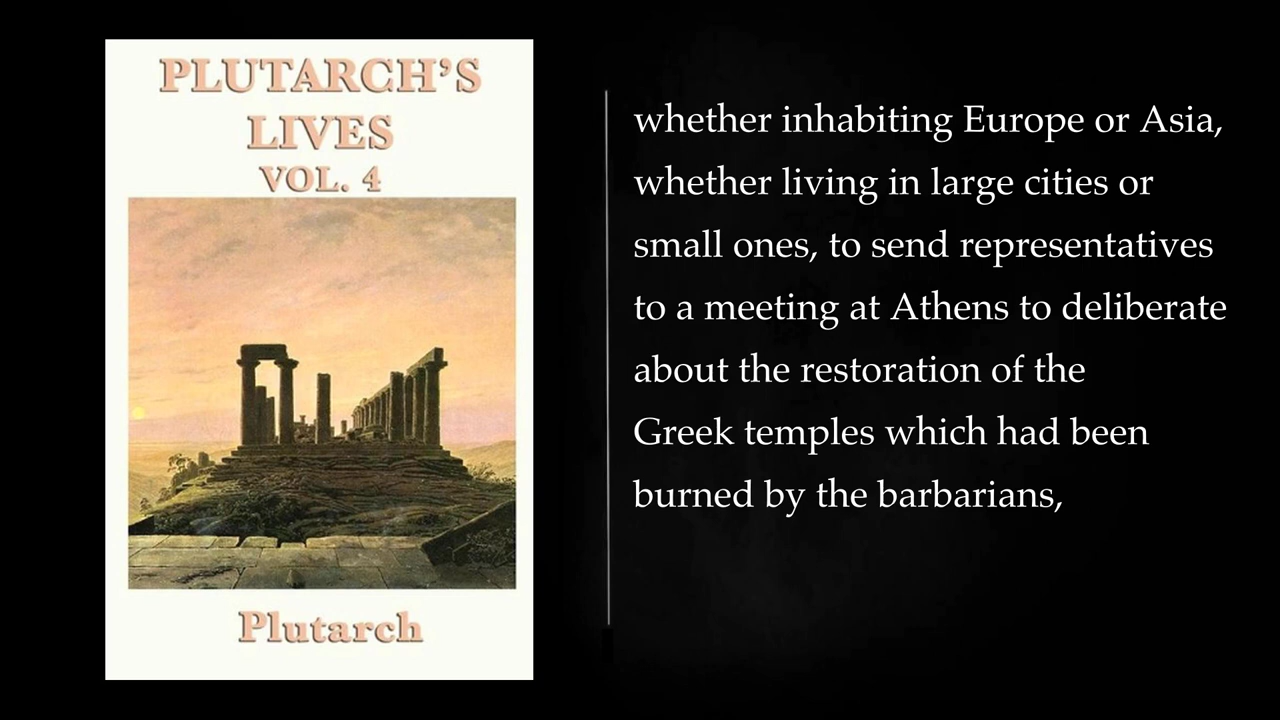 PLUTARCH'S
LIVES
VOL. 4
Plutarch
whether inhabiting Europe or Asia,
whether living in large cities or
small ones, to send representatives
to a meeting at Athens to deliberate
about the restoration of the
Greek temples which had been
burned by the barbarians,